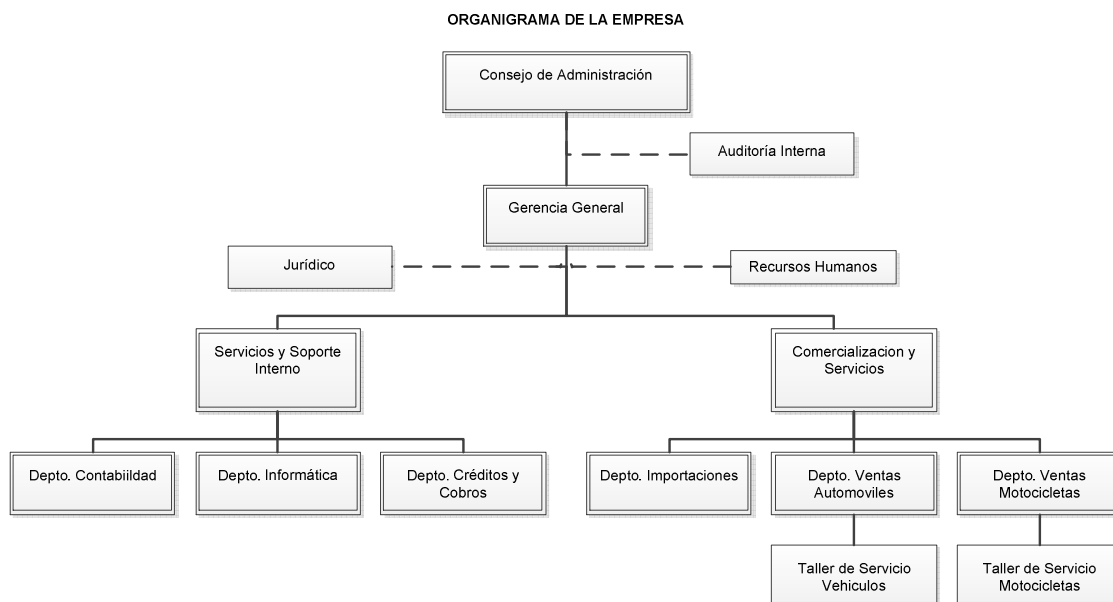 ORGANIGRAMA DE LA EMPRESA
Consejo de Administración
Auditoría Interna
Gerencia General
Jurídico
Recursos Humanos
Servicios y Soporte
Interno
Comercializacion y
Servicios
Depto. Contabiildad
Depto. Informática
Depto. Créditos y
Cobros
Depto. Importaciones
Depto. Ventas
Automoviles
Depto. Ventas
Motocicletas
Taller de Servicio
Vehiculos
Taller de Servicio
Motocicletas